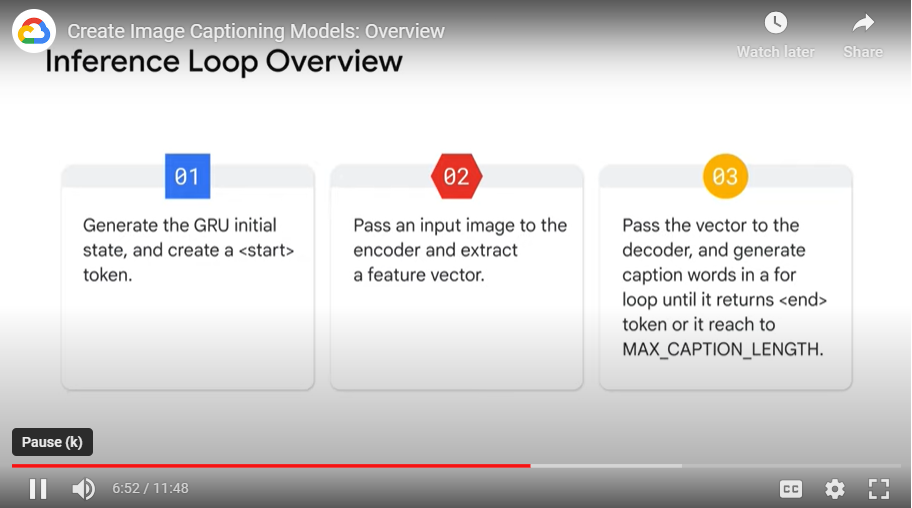 Create Image Captioning Models: Overview
Watch later
Share
Inference Loop Overview
01
Generate the GRU initial
state, and create a <start>
token.
02
Pass an input image to the
encoder and extract
a feature vector.
03
Pass the vector to the
decoder, and generate
caption words in a for
loop until it returns <end>
token or it reach to
MAX_CAPTION_LENGTH.
Pause (k)
6:52 / 11:48
CC